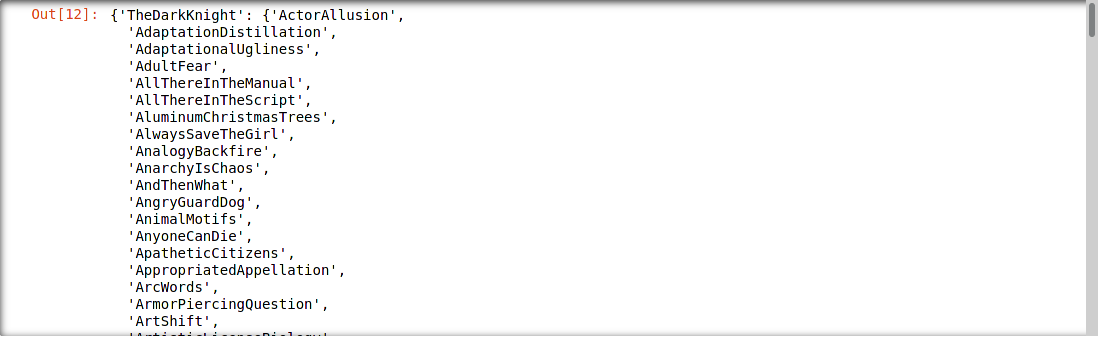 Out[12]: {'TheDarkKnight': {'ActorAllusion',
'AdaptationDistillation',
'AdaptationalUgliness',
'AdultFear',
'AllThereInTheManual',
'AllThereInTheScript',
'AluminumChristmasTrees',
'AlwaysSaveTheGirl',
'AnalogyBackfire',
'AnarchyIsChaos',
'AndThenWhat',
'AngryGuardDog',
'AnimalMotifs',
'AnyoneCanDie',
'ApatheticCitizens',
'AppropriatedAppellation',
'ArcWords',
'ArmorPiercingQuestion',
'ArtShift',